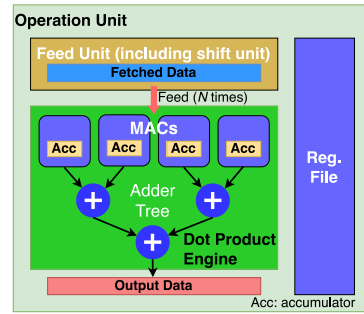 Operation Unit
Feed Unit (including shift unit)
Fetched Data
Feed (N times)
MACs
Acc Acc Acc Acc
+ +
Adder
Tree
+
Dot Product
Engine
Output Data
Reg.
File
Acc: accumulator